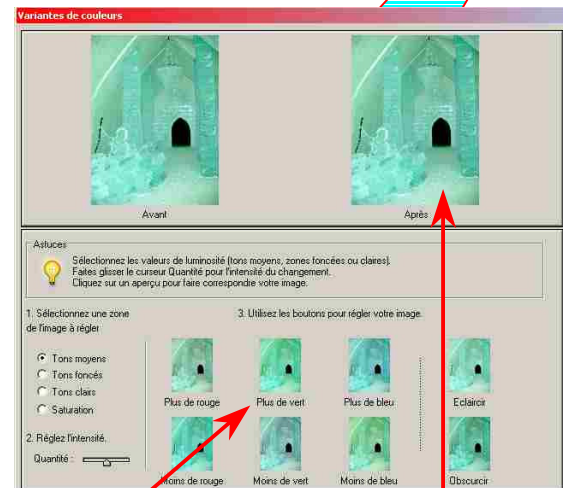 Variantes de couleurs
Avant
Après
Astuces
Sélectionnez les valeurs de luminosité (tons moyens, zones foncées ou claires).
Faites glisser le curseur Quantité pour l'intensité du changement.
Cliquez sur un aperçu pour faire correspondre votre image.
1. Sélectionnez une zone
de l'image à régler
3. Utilisez les boutons pour régler votre image.
Tons moyens
Tons foncés
Tons clairs
Saturation
Plus de rouge
Plus de vert
Plus de bleu
Eclaircir
2. Réglez l'intensité.
Quantité :
Moins de rouge
Moins de vert
Moins de bleu
Obscurcir